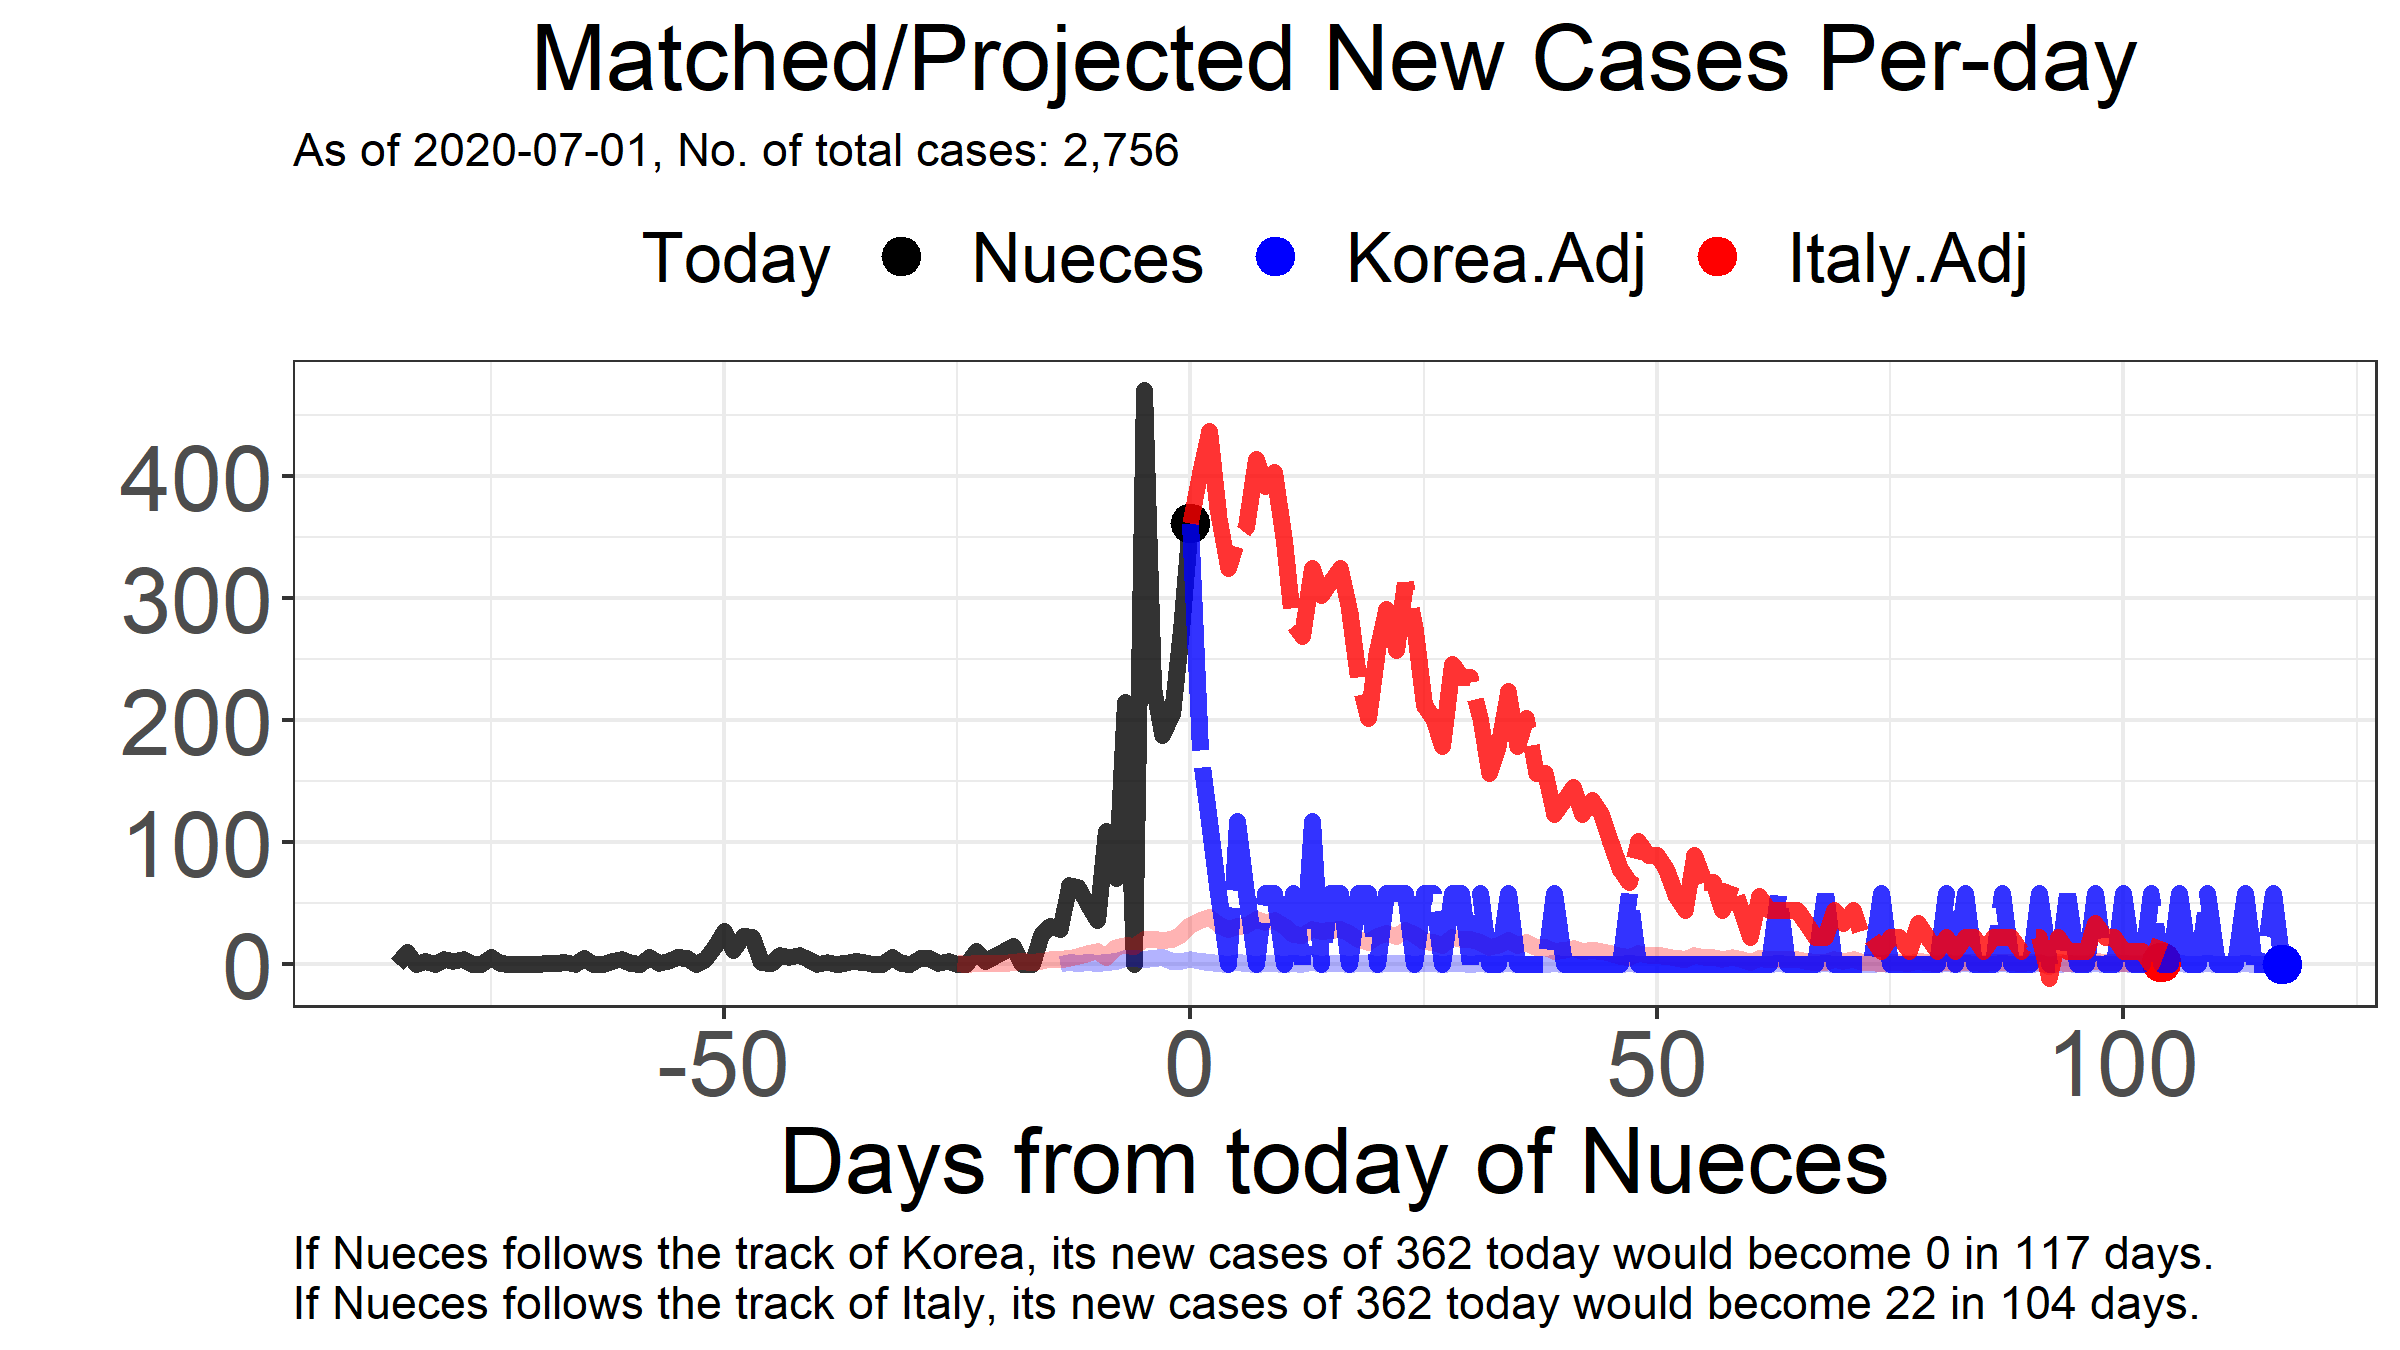 Matched/Projected New Cases Per-day
As of 2020-07-01, No. of total cases: 2,756
Today Nueces Korea.Adj Italy.Adj
400
300
200
100
0
-50 0 50 100
Days from today of Nueces
If Nueces follows the track of Korea, its new cases of 362 today would become 0 in 117 days.
If Nueces follows the track of Italy, its new cases of 362 today would become 22 in 104 days.